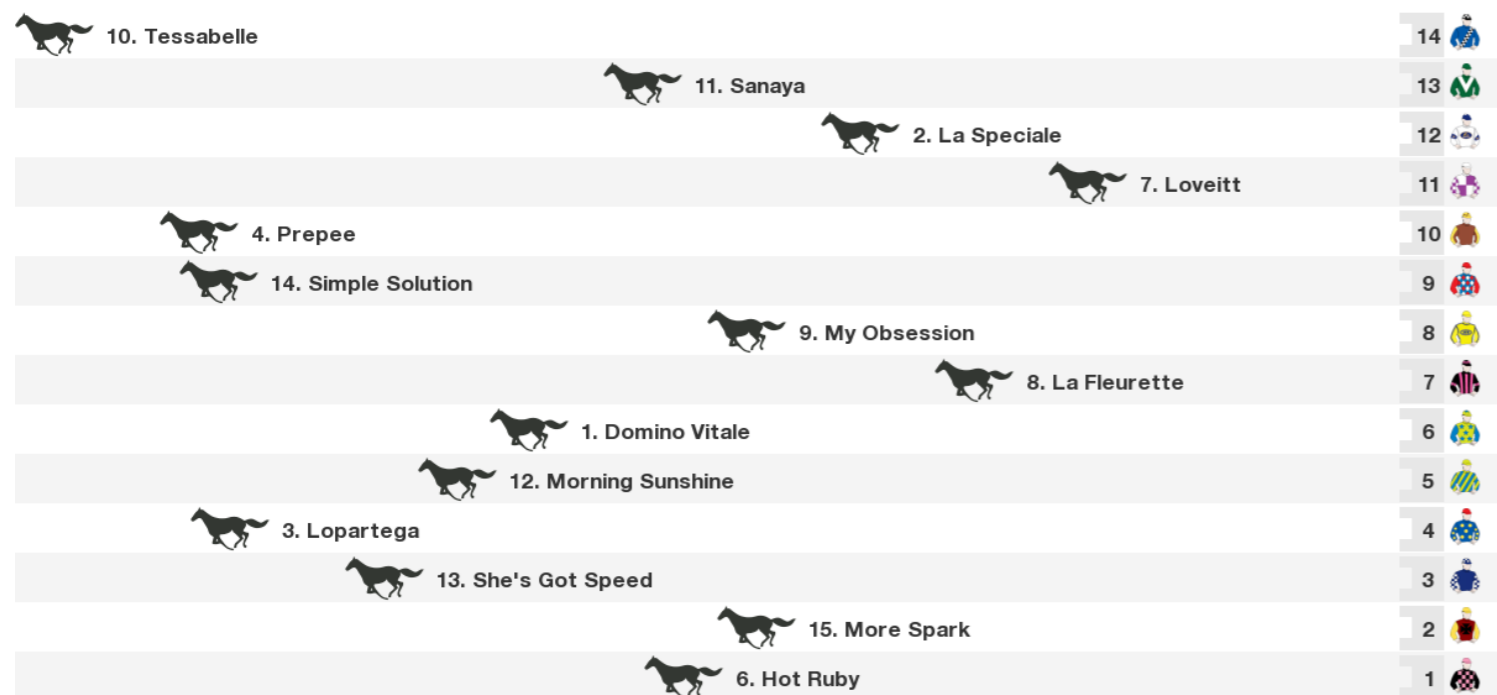 10. Tessabelle 14
11. Sanaya 13
2. La Speciale 12
7. Loveitt 11
4. Prepee 10
14. Simple Solution 9
9. My Obsession 8
8. La Fleurette 7
1. Domino Vitale 6
12. Morning Sunshine 5
3. Lopartega 4
13. She's Got Speed 3
15. More Spark 2
6. Hot Ruby 1